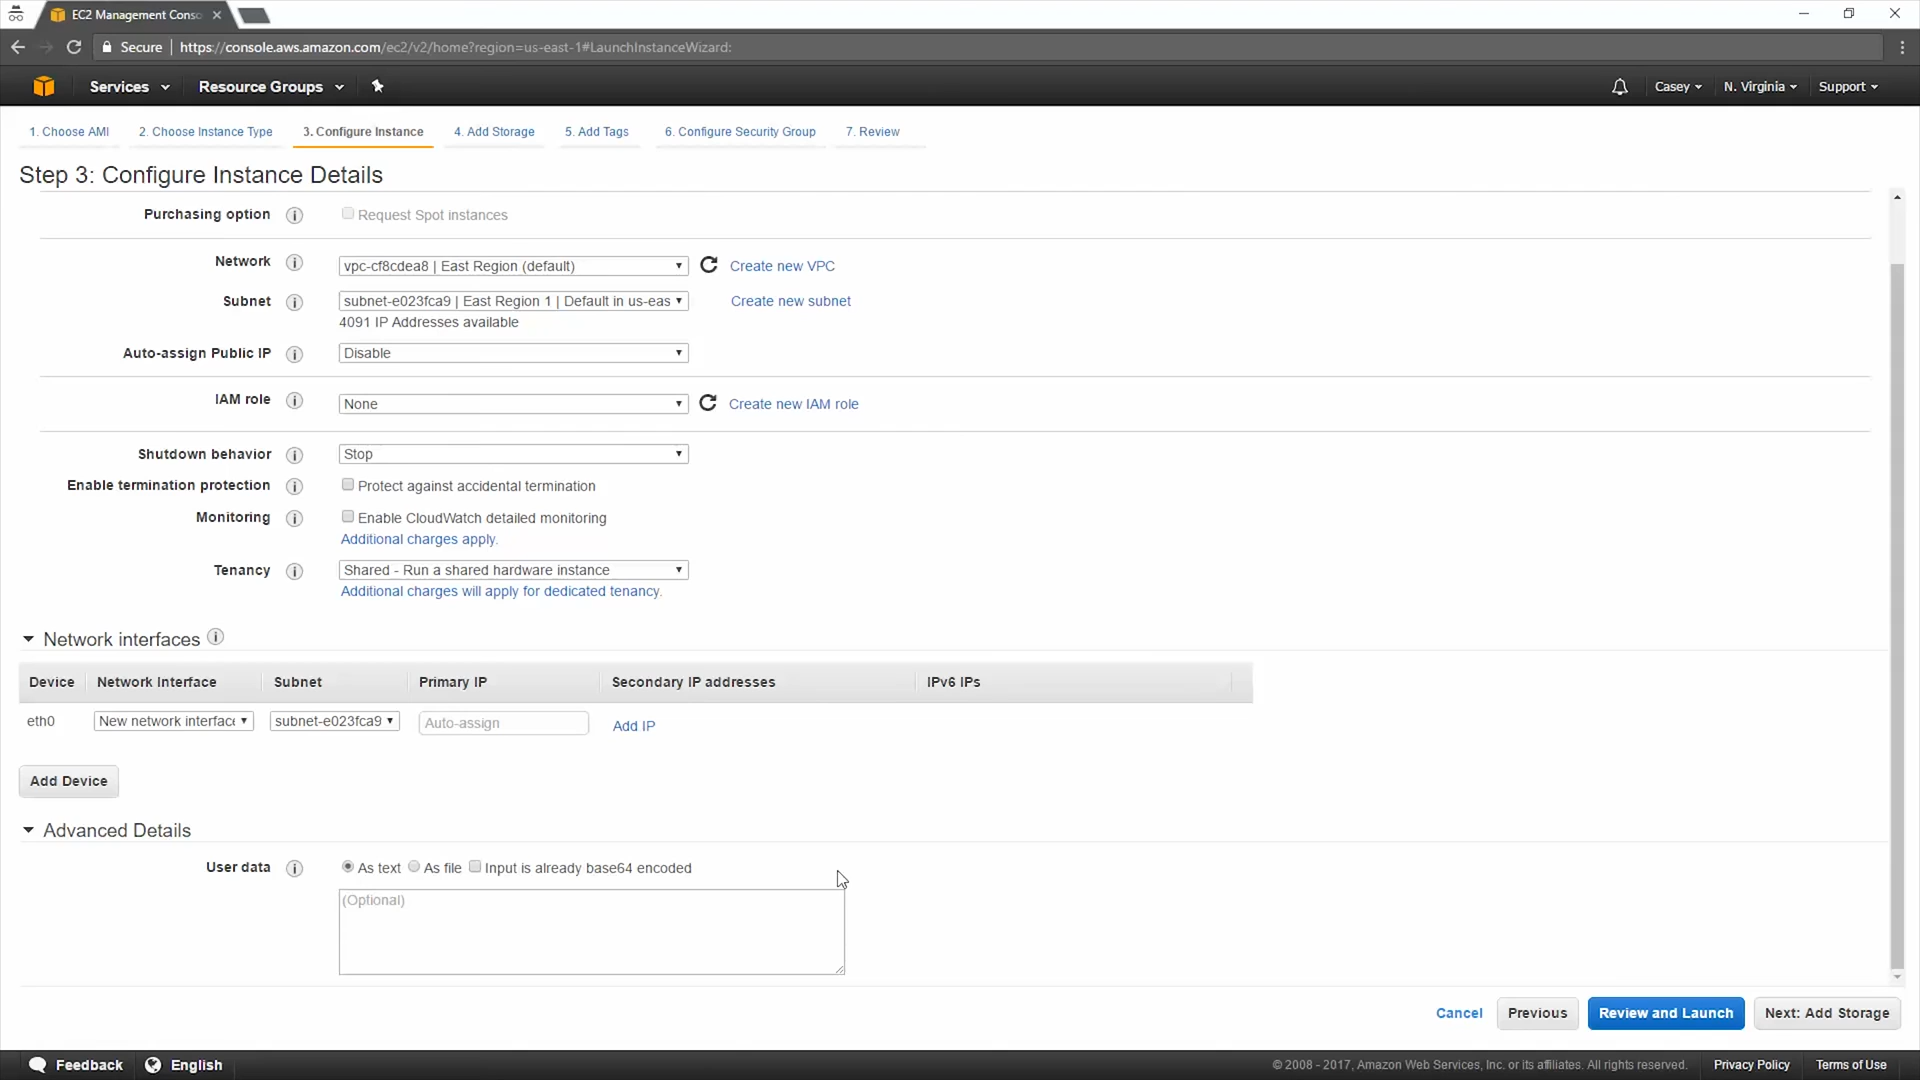 EC2 Management Conso
Secure
https://console.aws.amazon.com/ec2/v2/home?region=us-east-1#LaunchInstanceWizard:
Services
Resource Groups
Casey
N. Virginia
Support
1. Choose AMI
2. Choose Instance Type
3. Configure Instance
4. Add Storage
5. Add Tags
6. Configure Security Group
7. Review
Step 3: Configure Instance Details
Purchasing option
Request Spot instances
Network
vpc-cf8cdea8 | East Region (default)
Create new VPC
Subnet
subnet-e023fca9 | East Region 1 | Default in us-eas
Create new subnet
4091 IP Addresses available
Auto-assign Public IP
Disable
IAM role
None
Create new IAM role
Shutdown behavior
Stop
Enable termination protection
Protect against accidental termination
Monitoring
Enable CloudWatch detailed monitoring
Additional charges apply.
Tenancy
Shared - Run a shared hardware instance
Additional charges will apply for dedicated tenancy.
Network interfaces
Device
Network Interface
Subnet
Primary IP
Secondary IP addresses
IPv6 IPs
eth0
New network interfac
subnet-e023fca9
Auto-assign
Add IP
Add Device
Advanced Details
User data
As text
As file
Input is already base64 encoded
(Optional)
Cancel
Previous
Review and Launch
Next: Add Storage
Feedback
English
© 2008 - 2017, Amazon Web Services, Inc. or its affiliates. All rights reserved.
Privacy Policy
Terms of Use